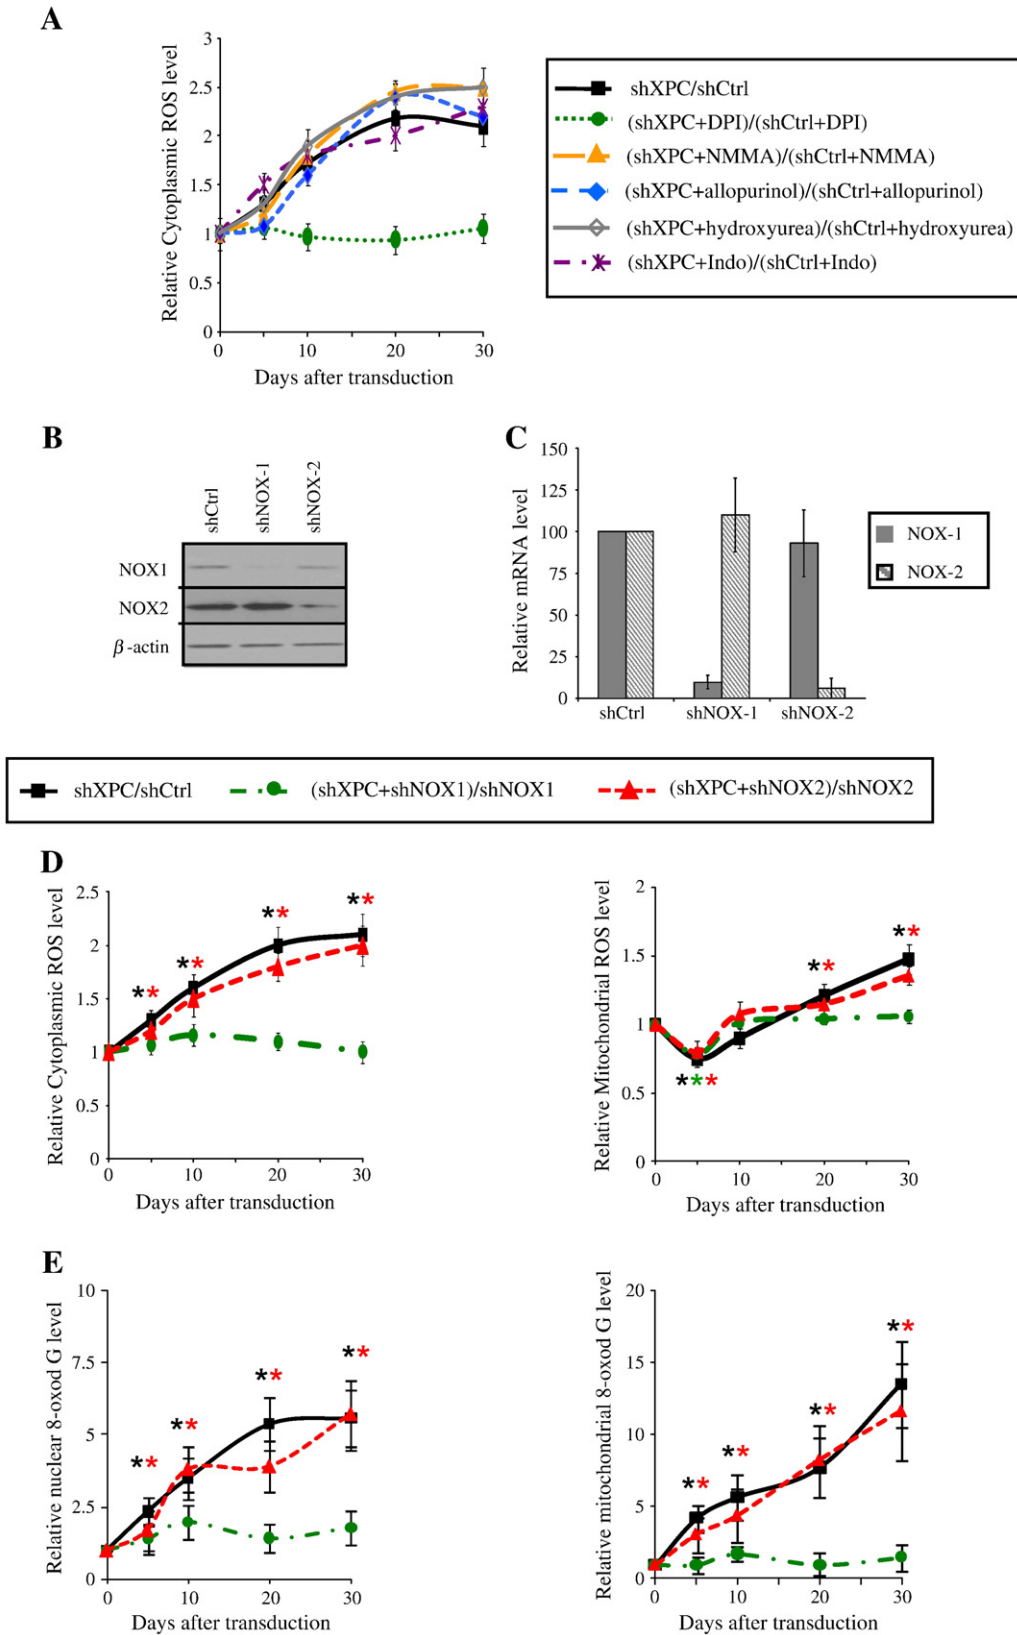 A
Relative Cytoplasmic ROS level
3
2.5
2
1.5
1
0.5
0
0 10 20 30
Days after transduction
shXPC/shCtrl
(shXPC+DPI)/(shCtrl+DPI)
(shXPC+NMMA)/(shCtrl+NMMA)
(shXPC+allopurinol)/(shCtrl+allopurinol)
(shXPC+hydroxyurea)/(shCtrl+hydroxyurea)
(shXPC+Indo)/(shCtrl+Indo)
B
shCtrl
shNOX-1
shNOX-2
NOX1
NOX2
β-actin
C
Relative mRNA level
150
125
100
75
50
25
0
shCtrl shNOX-1 shNOX-2
NOX-1
NOX-2
shXPC/shCtrl (shXPC+shNOX1)/shNOX1 (shXPC+shNOX2)/shNOX2
D
Relative Cytoplasmic ROS level
2.5
2
1.5
1
0.5
0
** ** ** **
0 10 20 30
Days after transduction
Relative Mitochondrial ROS level
2
1.5
1
0.5
0
*** ** **
0 10 20 30
Days after transduction
E
Relative nuclear 8-oxod G level
10
7.5
5
2.5
0
** ** ** **
0 10 20 30
Days after transduction
Relative mitochondrial 8-oxod G level
20
15
10
5
0
** ** ** **
0 10 20 30
Days after transduction